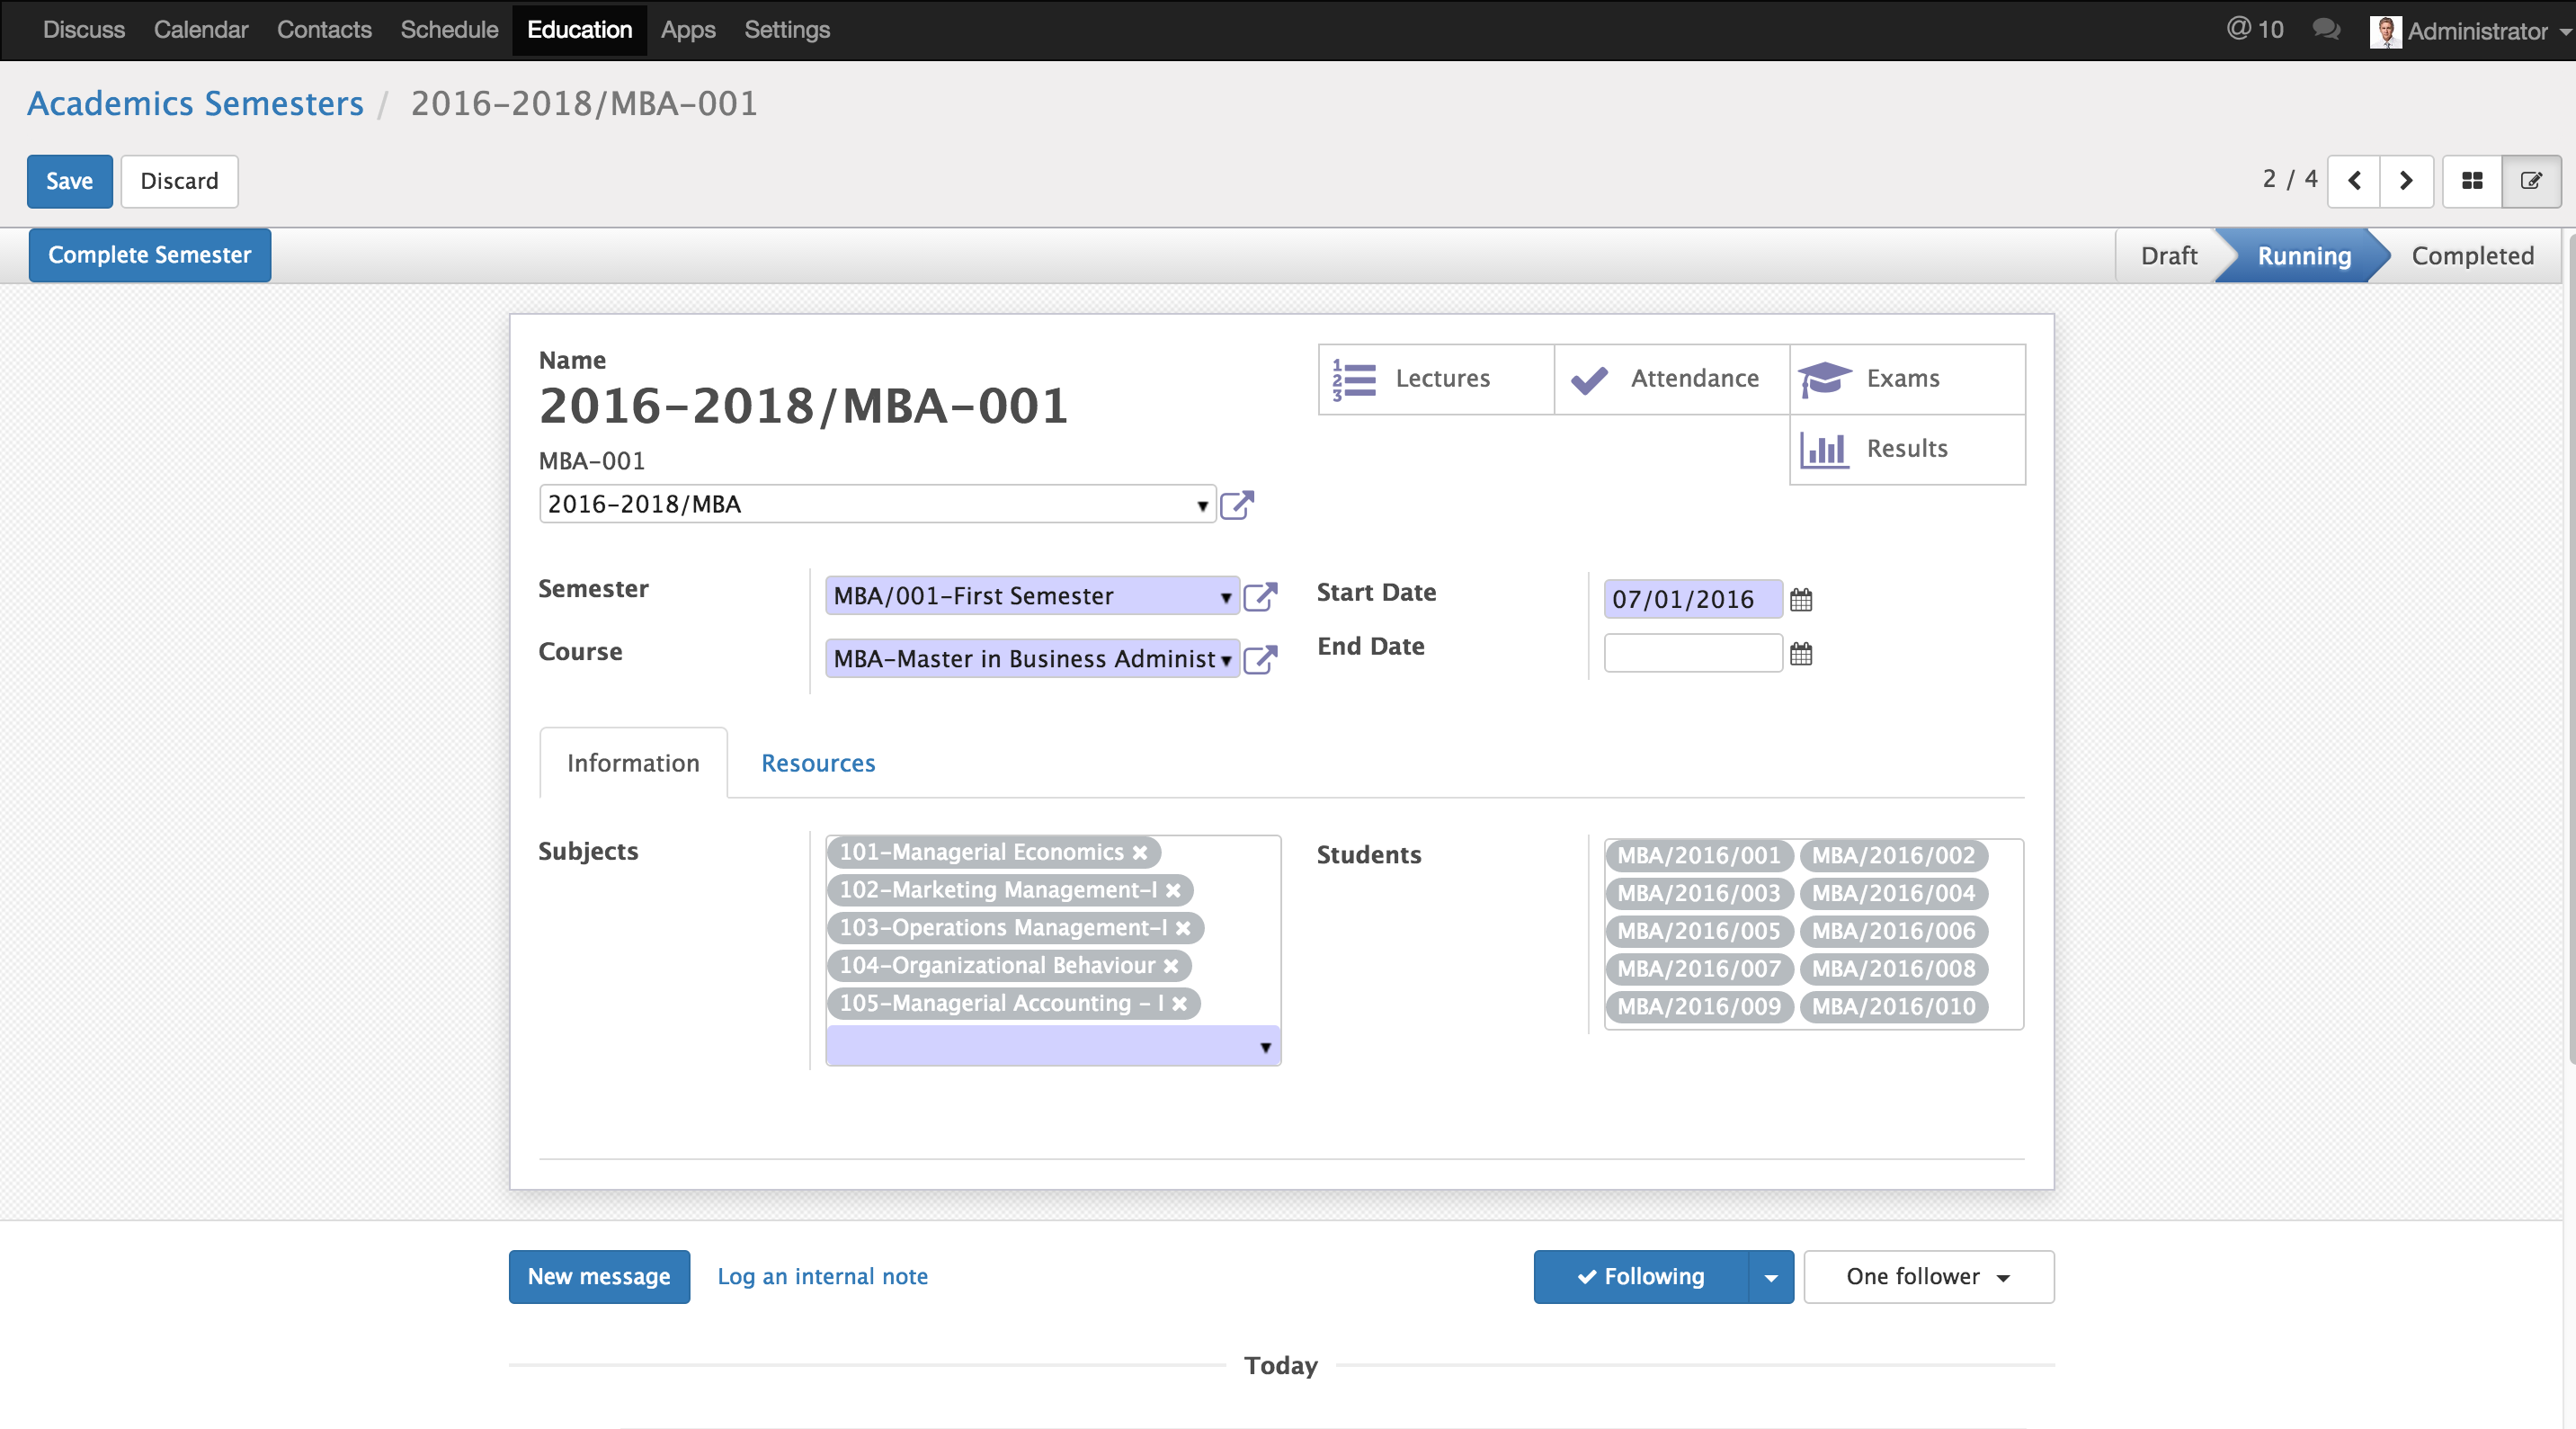 Discuss Calendar Contacts Schedule Education Apps Settings @ 10 Administrator
Academics Semesters / 2016-2018/MBA-001
Save Discard 2 / 4
Complete Semester Draft Running Completed
Name
2016-2018/MBA-001
MBA-001
2016-2018/MBA
Lectures Attendance Exams
Results
Semester MBA/001-First Semester Start Date 07/01/2016
Course MBA-Master in Business Administ End Date
Information Resources
Subjects
101-Managerial Economics
102-Marketing Management-I
103-Operations Management-I
104-Organizational Behaviour
105-Managerial Accounting - I
Students
MBA/2016/001 MBA/2016/002
MBA/2016/003 MBA/2016/004
MBA/2016/005 MBA/2016/006
MBA/2016/007 MBA/2016/008
MBA/2016/009 MBA/2016/010
New message Log an internal note Following One follower
Today